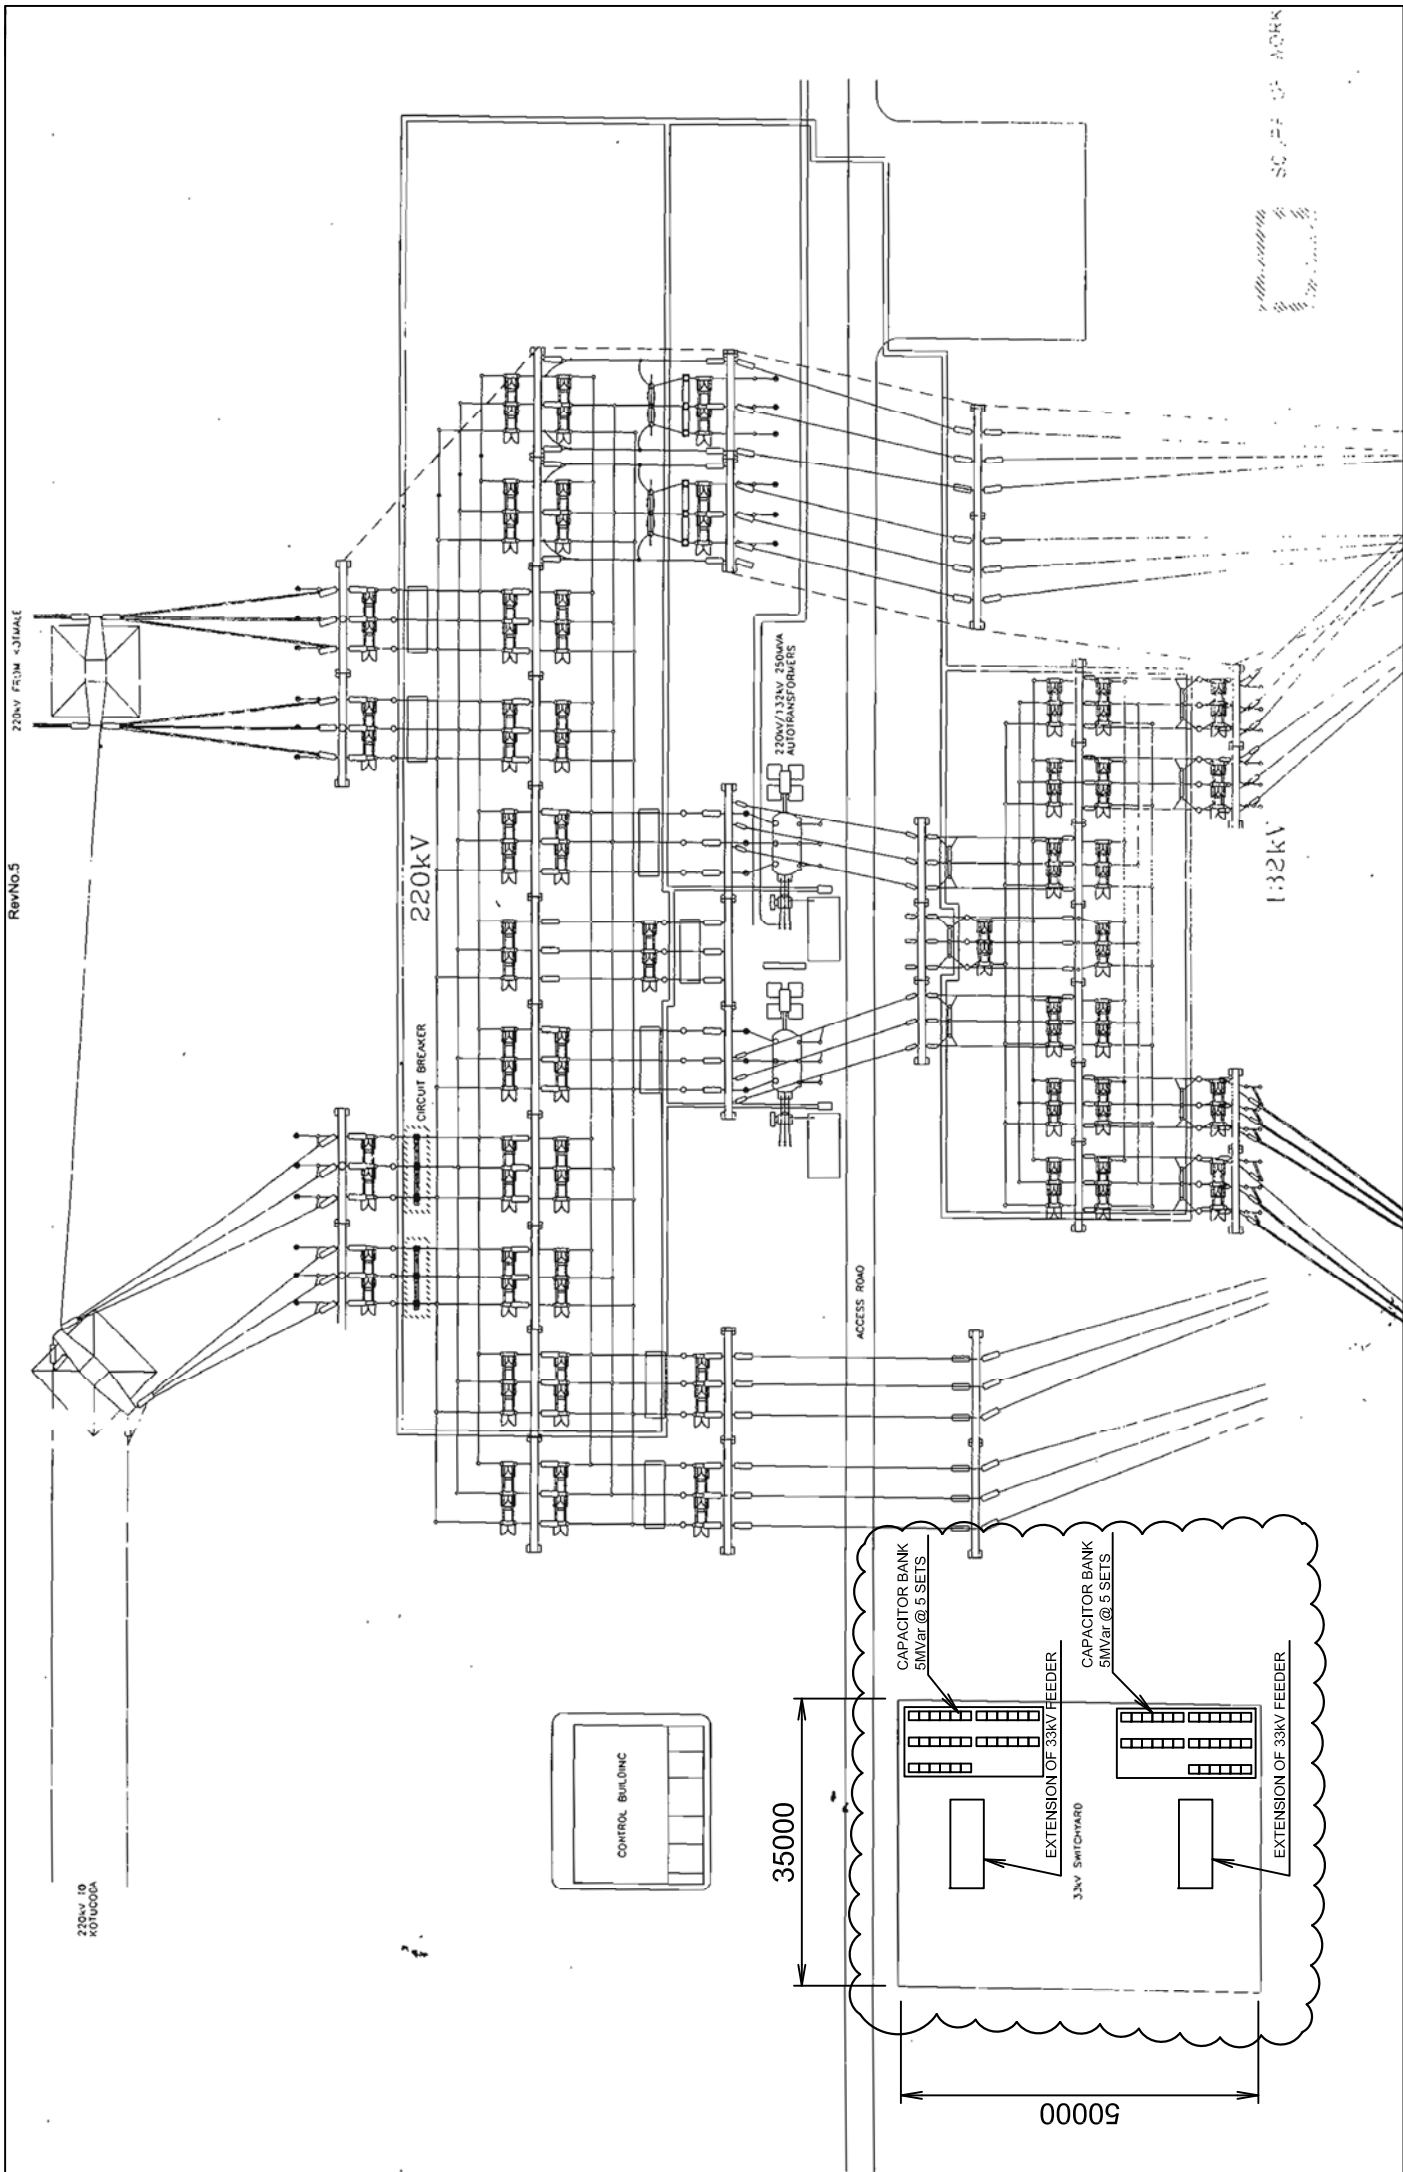 RevNo.5
220kV TO
220kV
CIRCUIT BREAKER
220kV/132kV 250MVA
AUTOTRANSFORMERS
ACCESS ROAD
132kV
CONTROL BUILDING
35000
50000
CAPACITOR BANK
5MVar @ 5 SETS
EXTENSION OF 33kV FEEDER
33kV SWITCHYARD
CAPACITOR BANK
5MVar @ 5 SETS
EXTENSION OF 33kV FEEDER
220kV FROM
OF WORK